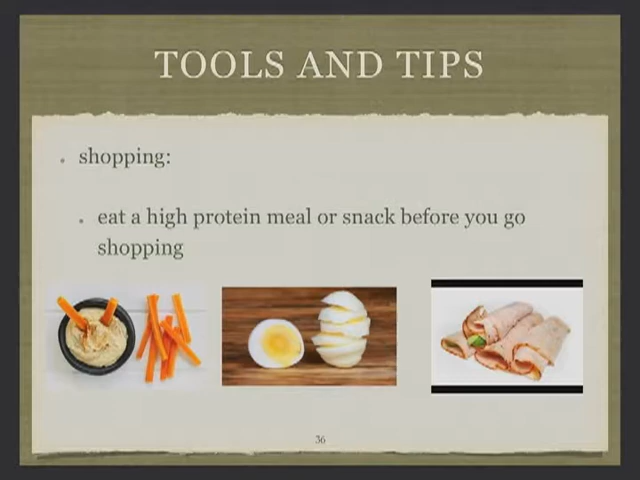 TOOLS AND TIPS
shopping:
eat a high protein meal or snack before you go
shopping
36